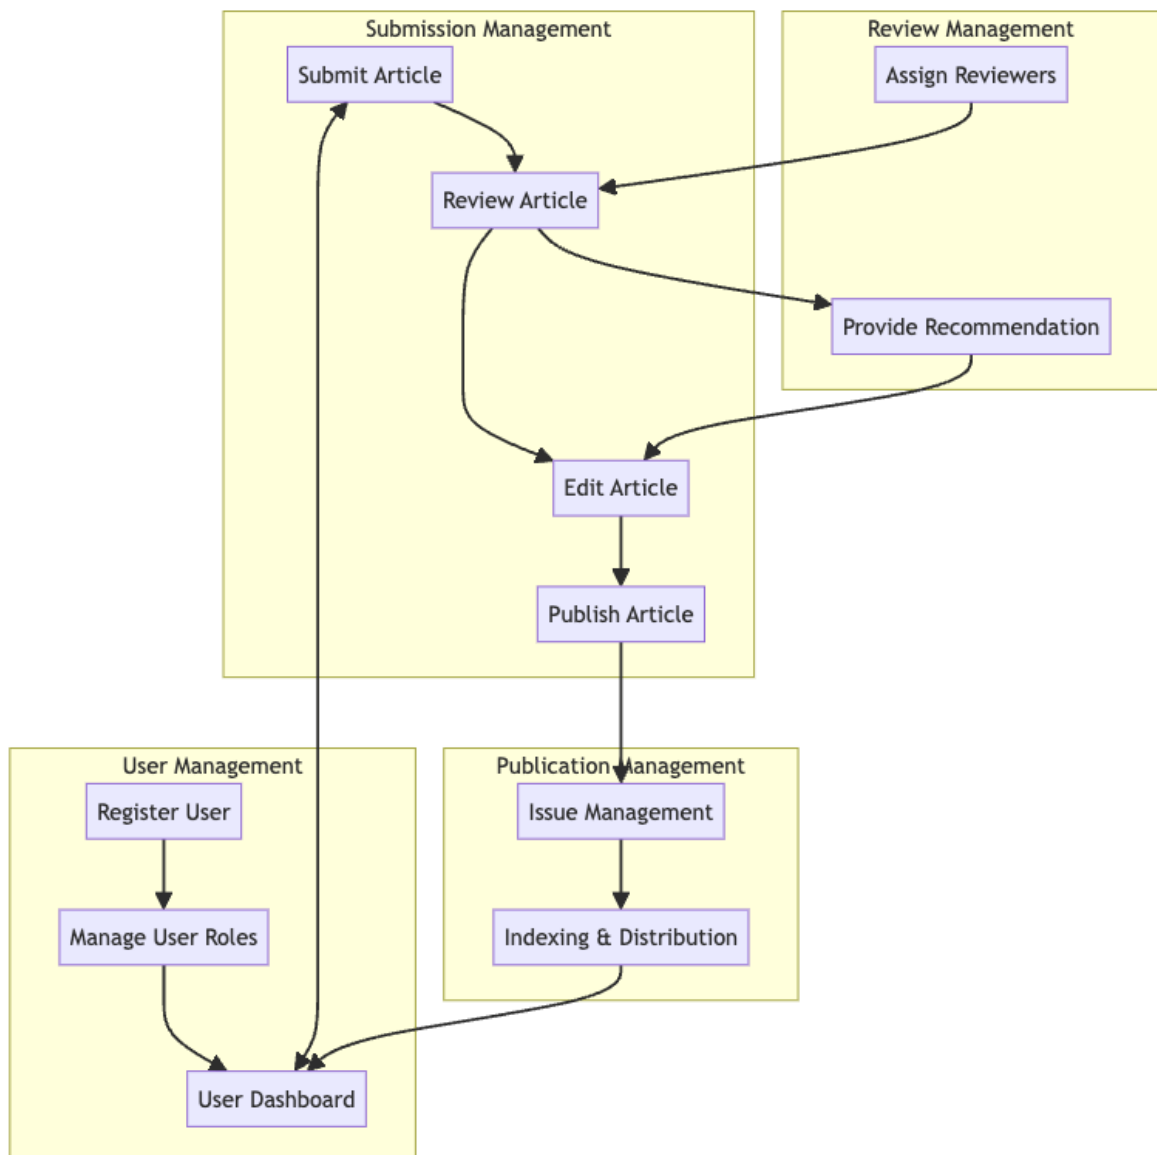 Submission Management
Submit Article
Review Article
Edit Article
Publish Article
Review Management
Assign Reviewers
Provide Recommendation
User Management
Register User
Manage User Roles
User Dashboard
Publication Management
Issue Management
Indexing & Distribution